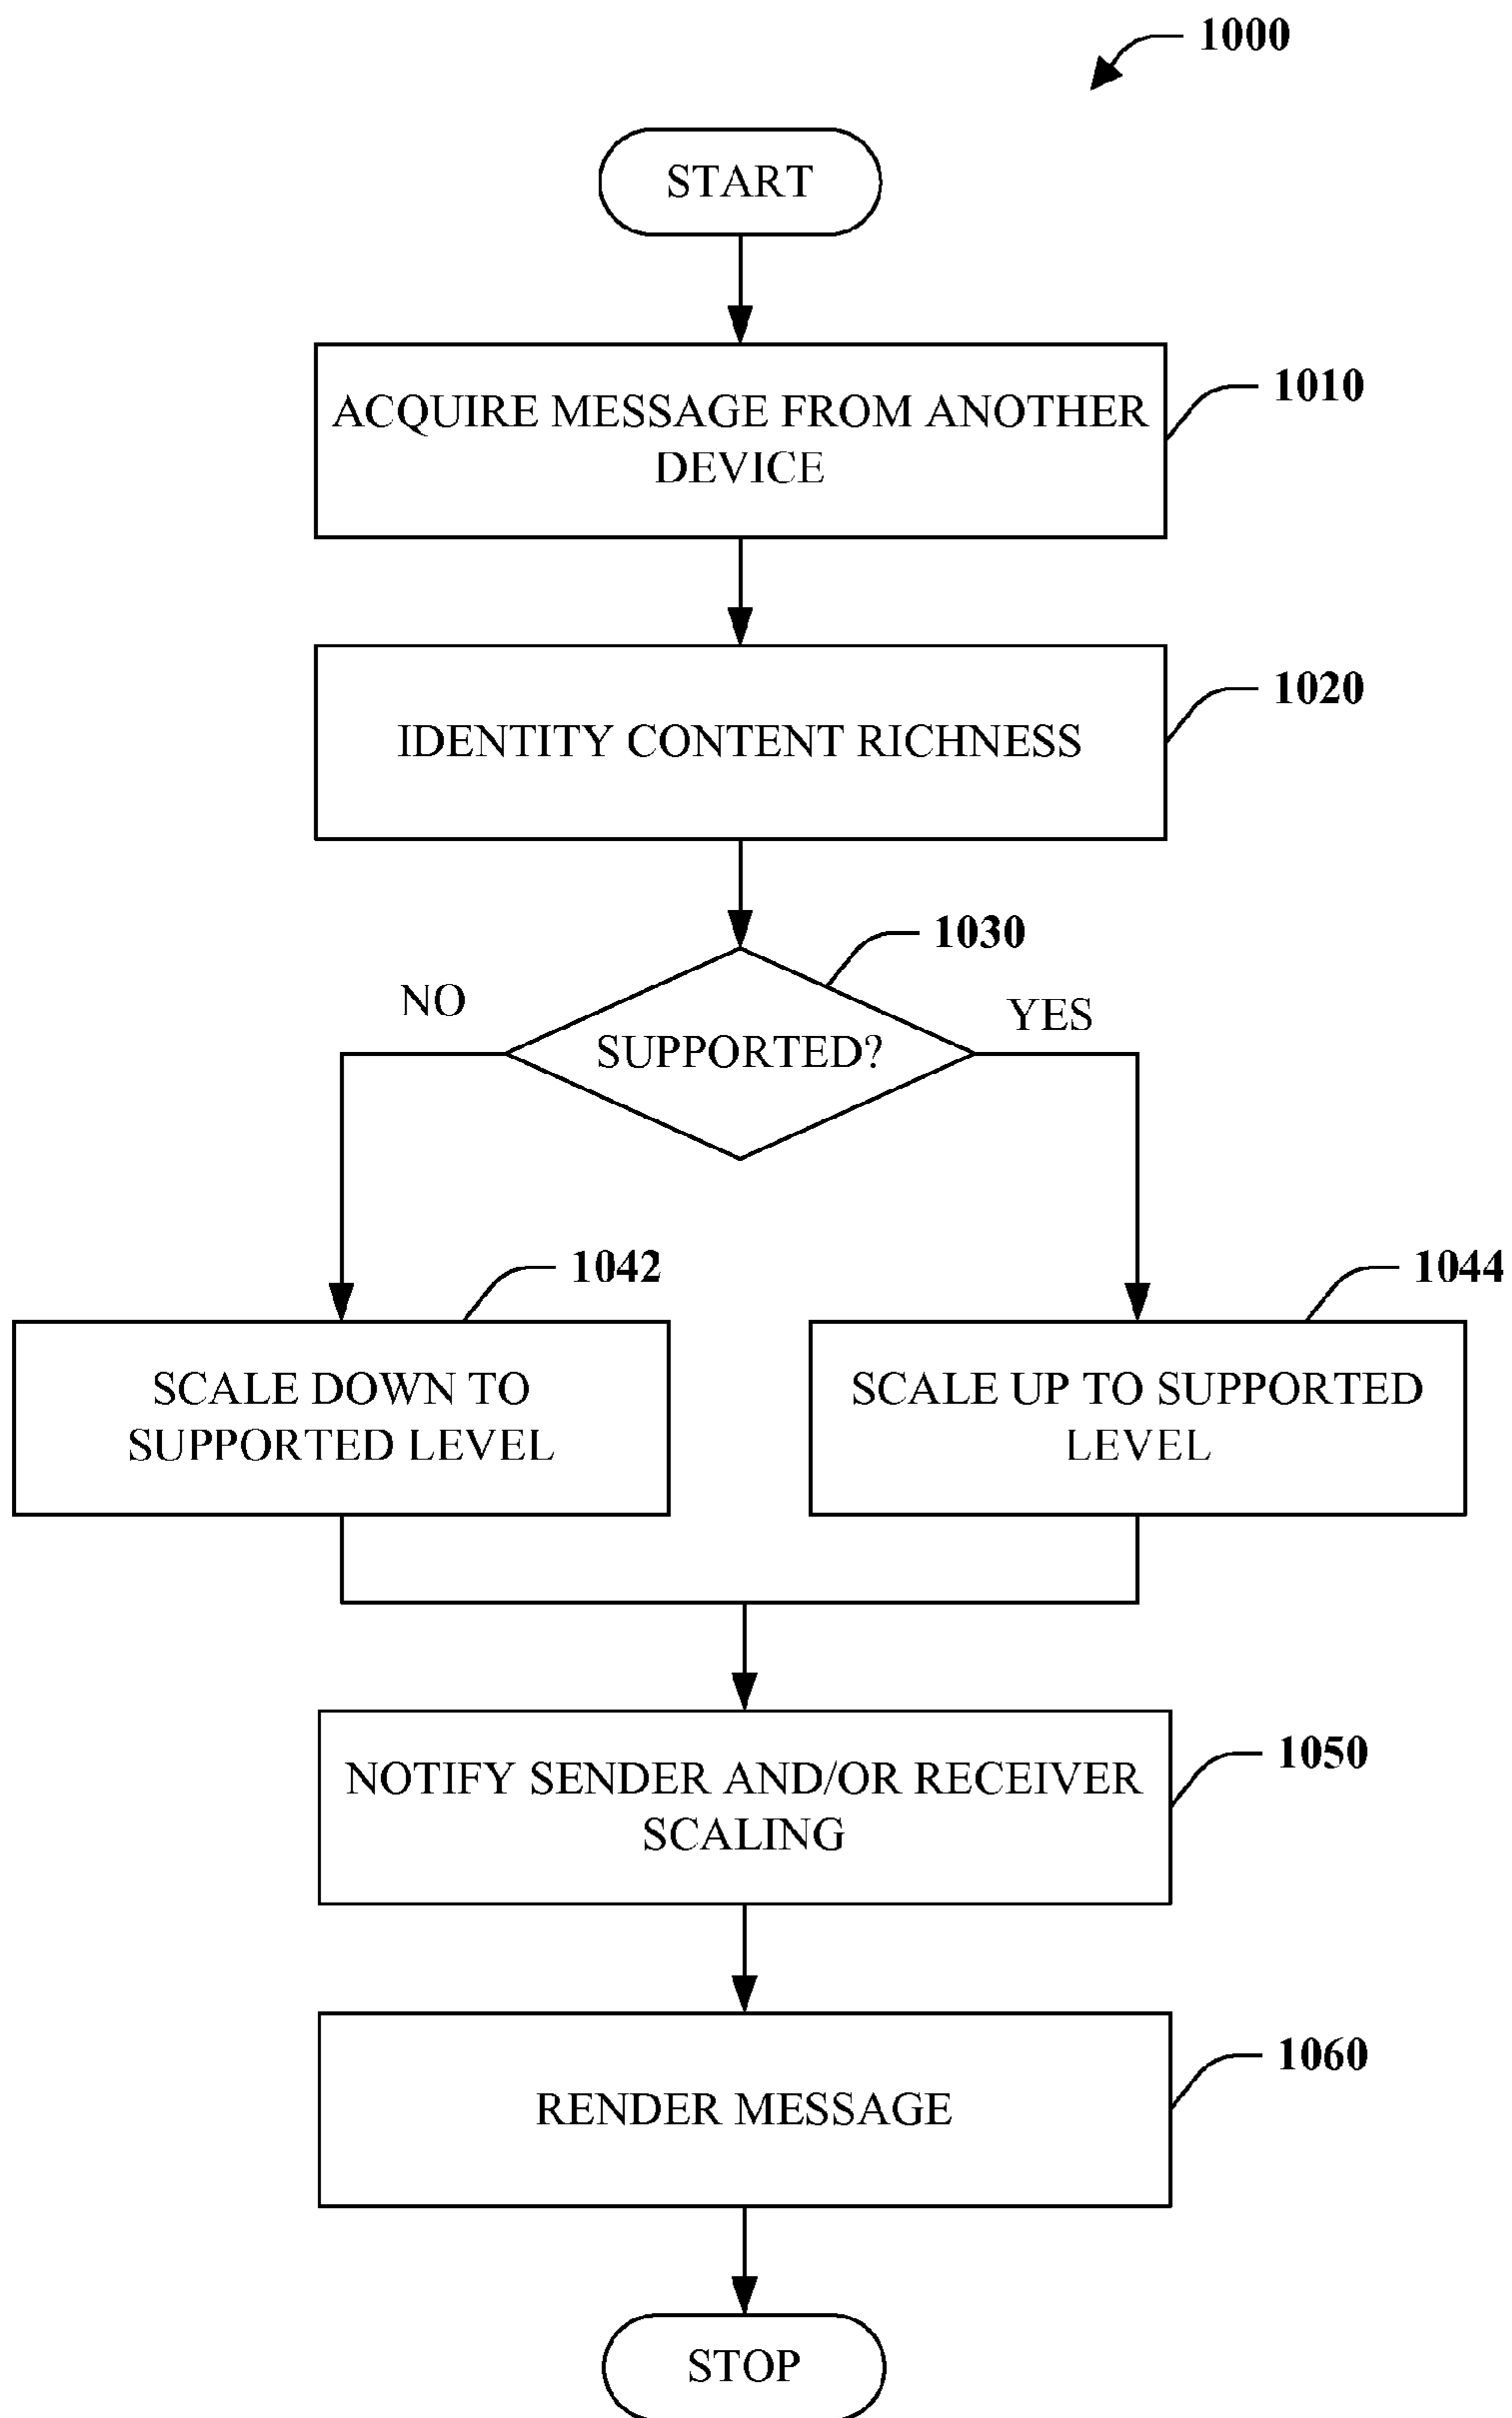 1000
START
ACQUIRE MESSAGE FROM ANOTHER
DEVICE
1010
IDENTITY CONTENT RICHNESS
1020
1030
NO
YES
SUPPORTED?
1042
1044
SCALE DOWN TO
SUPPORTED LEVEL
SCALE UP TO SUPPORTED
LEVEL
NOTIFY SENDER AND/OR RECEIVER
SCALING
1050
RENDER MESSAGE
1060
STOP